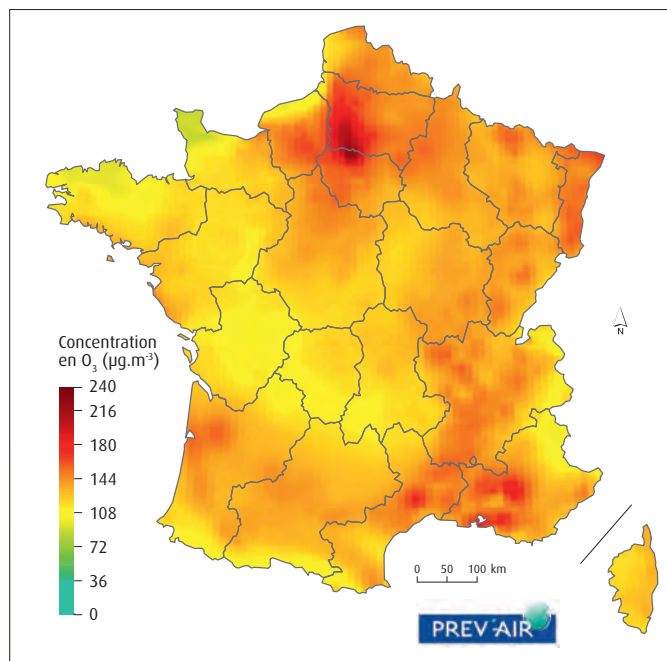 Concentration
en O₃ (µg.m⁻³)
240
216
180
144
108
72
36
0
N
0 50 100 km
PREV'AIR